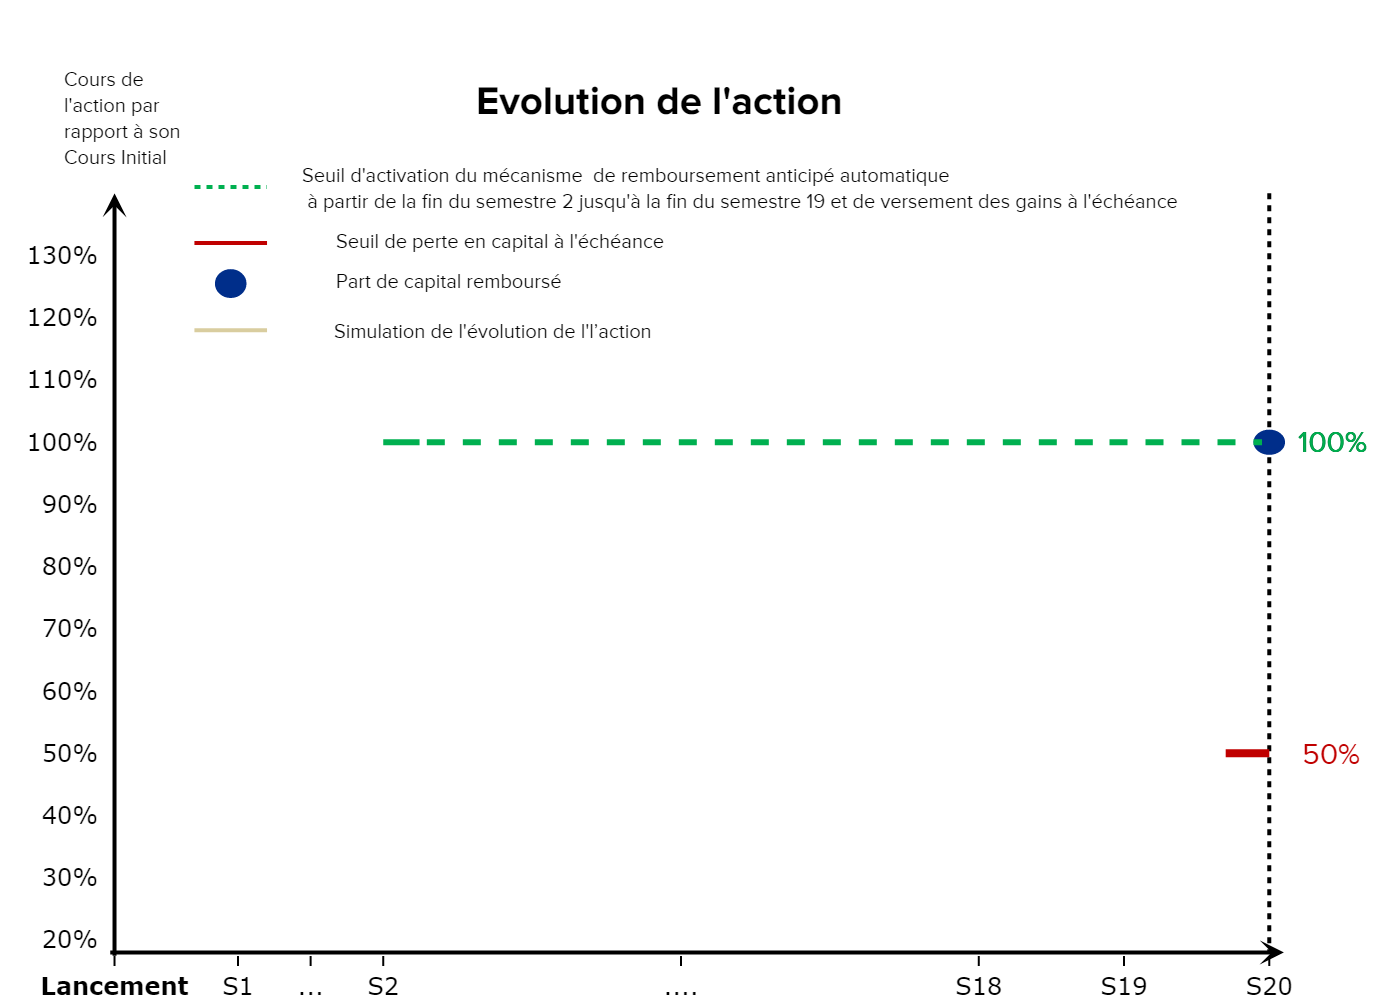 Cours de
l'action par
rapport à son
Cours Initial
Evolution de l'action
Seuil d'activation du mécanisme  de remboursement anticipé automatique
à partir de la fin du semestre 2 jusqu'à la fin du semestre 19 et de versement des gains à l'échéance
Seuil de perte en capital à l'échéance
Part de capital remboursé
Simulation de l'évolution de l'l’action
130%
120%
110%
100%
100%
90%
80%
70%
60%
50%
50%
40%
30%
20%
Lancement S1 ... S2 .... S18 S19 S20